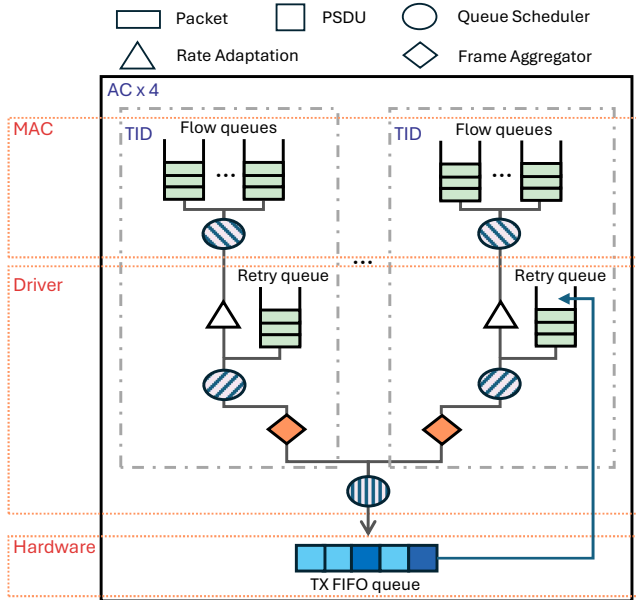 Packet
PSDU
Queue Scheduler
Rate Adaptation
Frame Aggregator
AC x 4
MAC
TID
Flow queues
TID
Flow queues
...
...
...
Driver
Retry queue
Retry queue
Hardware
TX FIFO queue